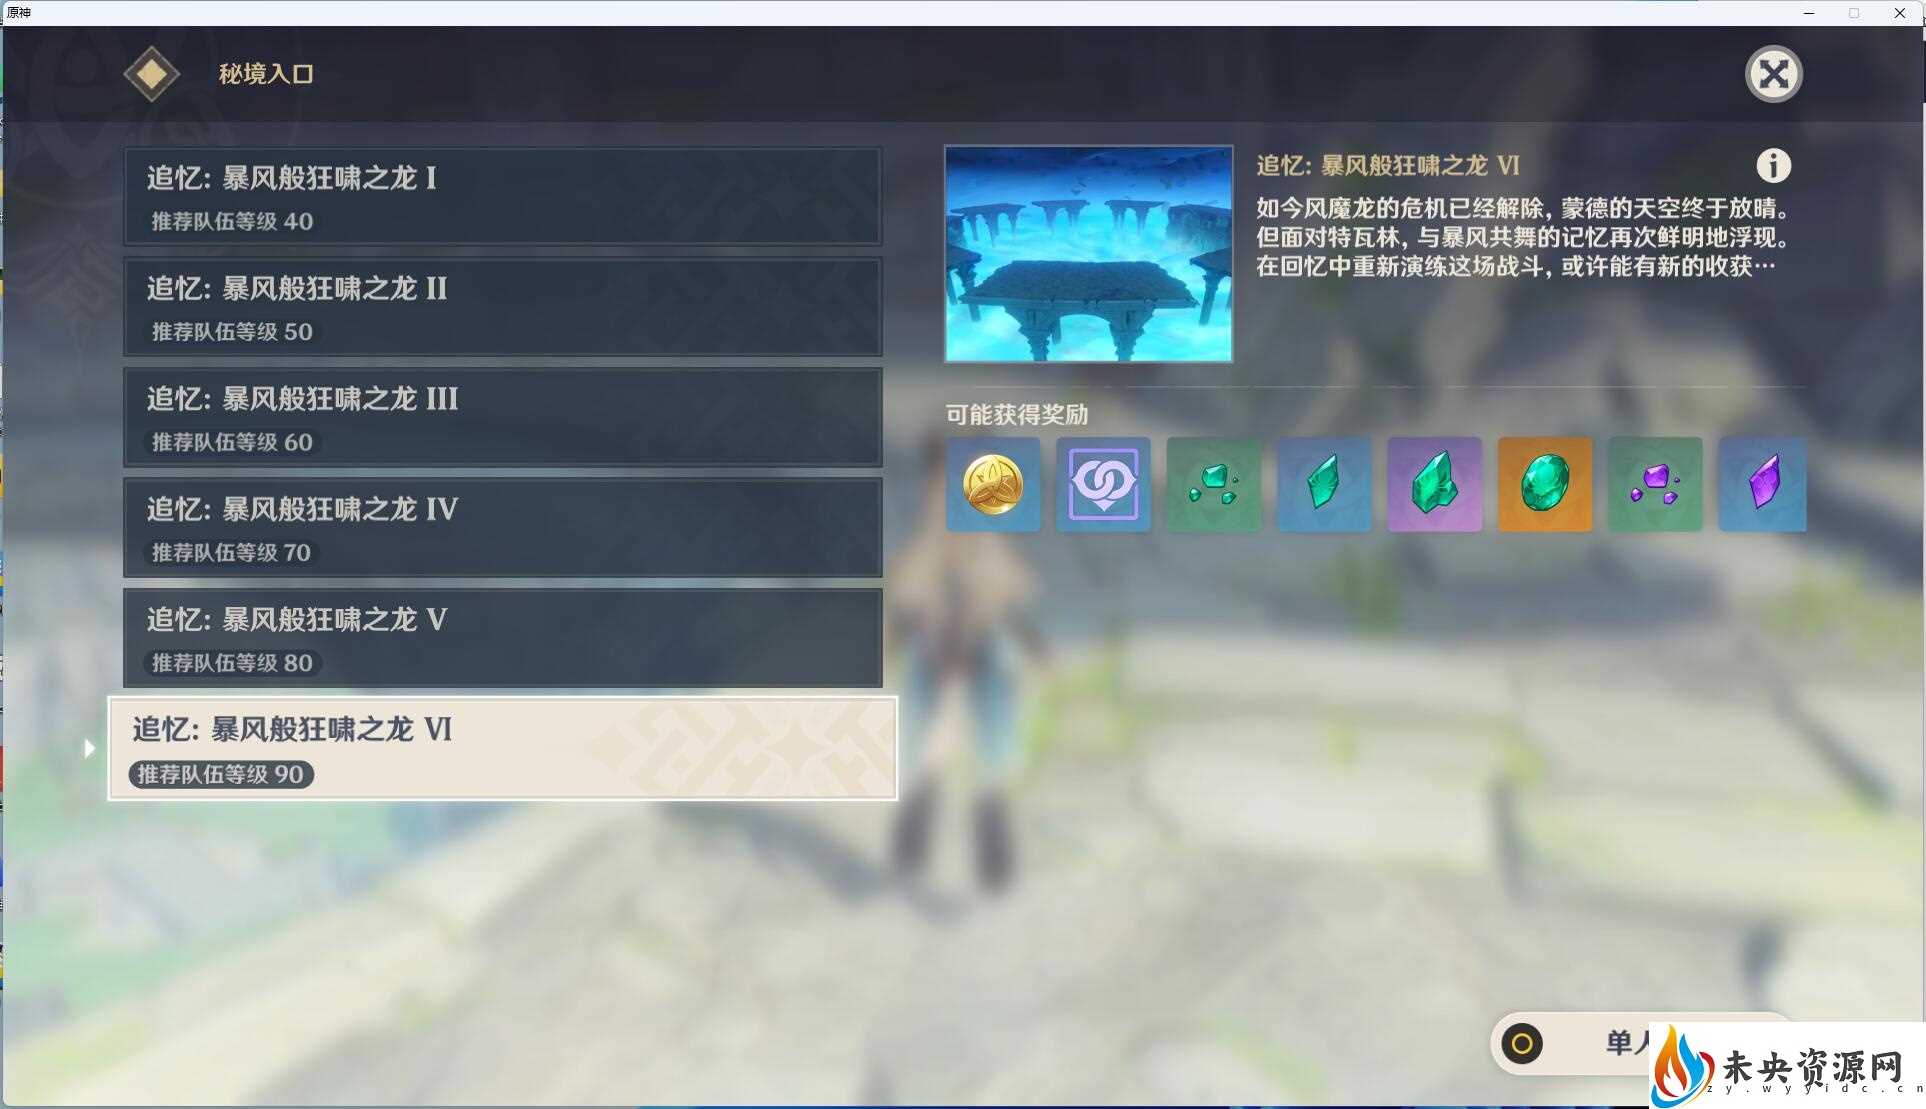 原神
秘境入口
追忆: 暴风般狂啸之龙 I
推荐队伍等级 40
追忆: 暴风般狂啸之龙 II
推荐队伍等级 50
追忆: 暴风般狂啸之龙 III
推荐队伍等级 60
追忆: 暴风般狂啸之龙 IV
推荐队伍等级 70
追忆: 暴风般狂啸之龙 V
推荐队伍等级 80
追忆: 暴风般狂啸之龙 VI
推荐队伍等级 90
追忆: 暴风般狂啸之龙 VI
如今风魔龙的危机已经解除, 蒙德的天空终于放晴。
但面对特瓦林, 与暴风共舞的记忆再次鲜明地浮现。
在回忆中重新演练这场战斗, 或许能有新的收获…
可能获得奖励
单人
未央资源网
zy.wyyidc.cn